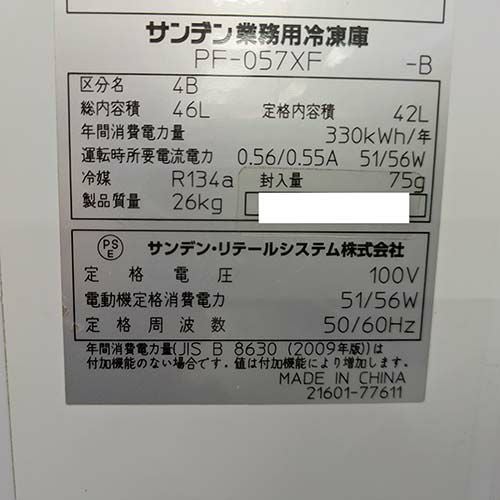 サンデン業務用冷凍庫
PF-057XF -B
区分名 4B
総内容積 46L 定格内容積 42L
年間消費電力量 330kWh/年
運転時所要電流電力 0.56/0.55A 51/56W
冷媒 R134a 封入量 75g
製品質量 26kg
PS
E
サンデン・リテールシステム株式会社
定格電圧 100V
電動機定格消費電力 51/56W
定格周波数 50/60Hz
年間消費電力量(JIS B 8630 (2009年版))は
付加機能のない場合です。値は付加機能により増加します。
MADE IN CHINA
21601-77611